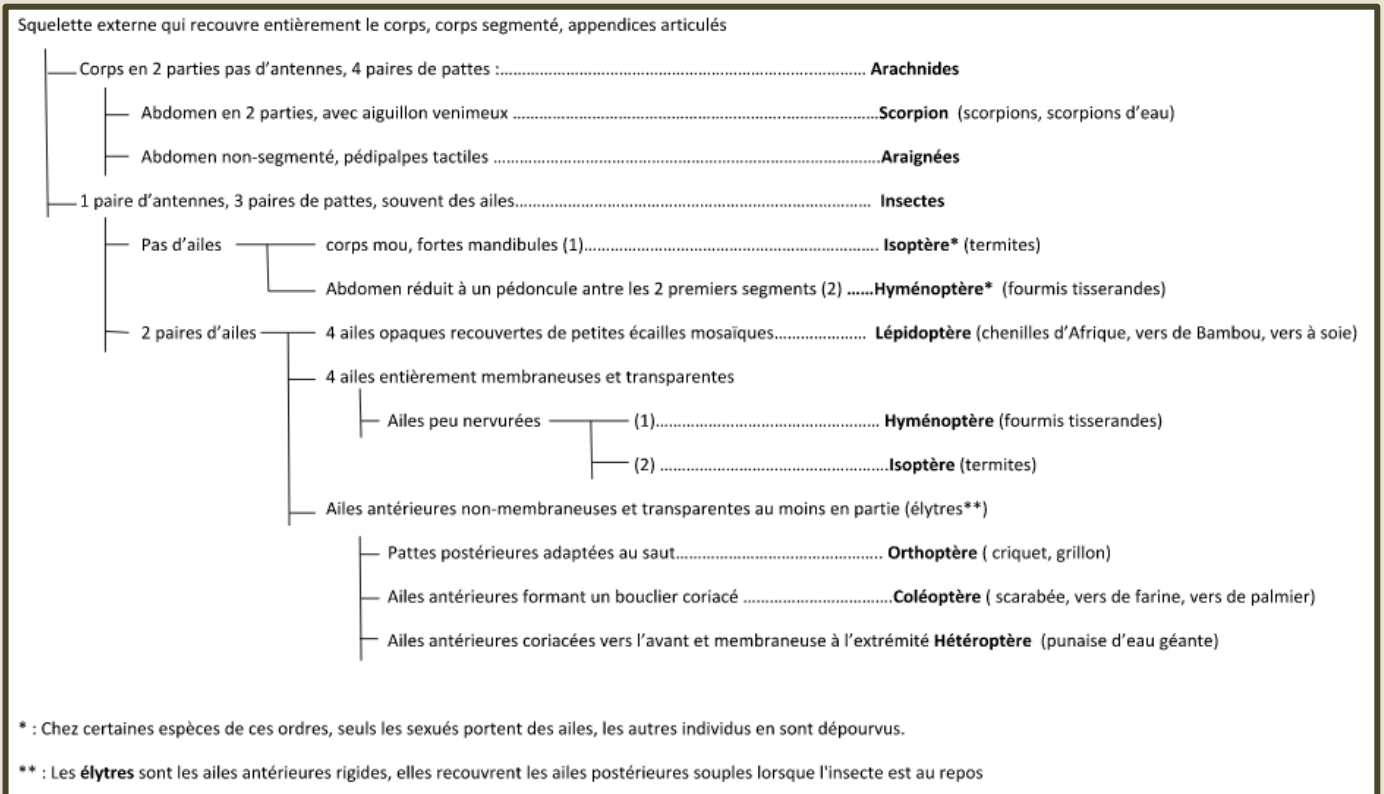 Squelette externe qui recouvre entièrement le corps, corps segmenté, appendices articulés
Corps en 2 parties pas d'antennes, 4 paires de pattes :........................................................................ Arachnides
Abdomen en 2 parties, avec aiguillon venimeux ........................................................................Scorpion (scorpions, scorpions d'eau)
Abdomen non-segmenté, pédipalpes tactiles ........................................................................Araignées
1 paire d'antennes, 3 paires de pattes, souvent des ailes........................................................................ Insectes
Pas d'ailes corps mou, fortes mandibules (1)............................................................ Isoptère* (termites)
Abdomen réduit à un pédoncule antre les 2 premiers segments (2) ......Hyménoptère* (fourmis tisserandes)
2 paires d'ailes 4 ailes opaques recouvertes de petites écailles mosaïques..................... Lépidoptère (chenilles d'Afrique, vers de Bambou, vers à soie)
4 ailes entièrement membraneuses et transparentes
Ailes peu nervurées (1).................................................. Hyménoptère (fourmis tisserandes)
(2) ..................................................Isoptère (termites)
Ailes antérieures non-membraneuses et transparentes au moins en partie (élytres**)
Pattes postérieures adaptées au saut............................................... Orthoptère ( criquet, grillon)
Ailes antérieures formant un bouclier coriacé ..................................Coléoptère ( scarabée, vers de farine, vers de palmier)
Ailes antérieures coriacées vers l'avant et membraneuse à l'extrémité Hétéroptère (punaise d'eau géante)
* : Chez certaines espèces de ces ordres, seuls les sexués portent des ailes, les autres individus en sont dépourvus.
** : Les élytres sont les ailes antérieures rigides, elles recouvrent les ailes postérieures souples lorsque l'insecte est au repos